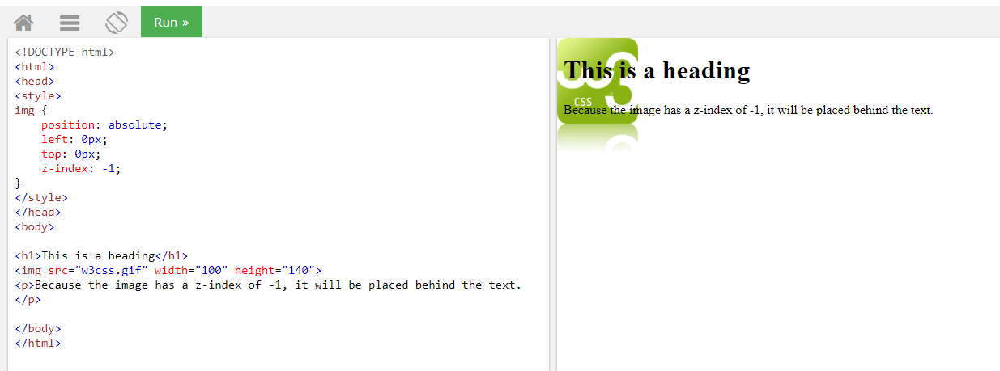 Run »
<!DOCTYPE html>
<html>
<head>
<style>
img {
    position: absolute;
    left: 0px;
    top: 0px;
    z-index: -1;
}
</style>
</head>
<body>

<h1>This is a heading</h1>
<img src="w3css.gif" width="100" height="140">
<p>Because the image has a z-index of -1, it will be placed behind the text.
</p>

</body>
</html>
This is a heading
CSS
Because the image has a z-index of -1, it will be placed behind the text.